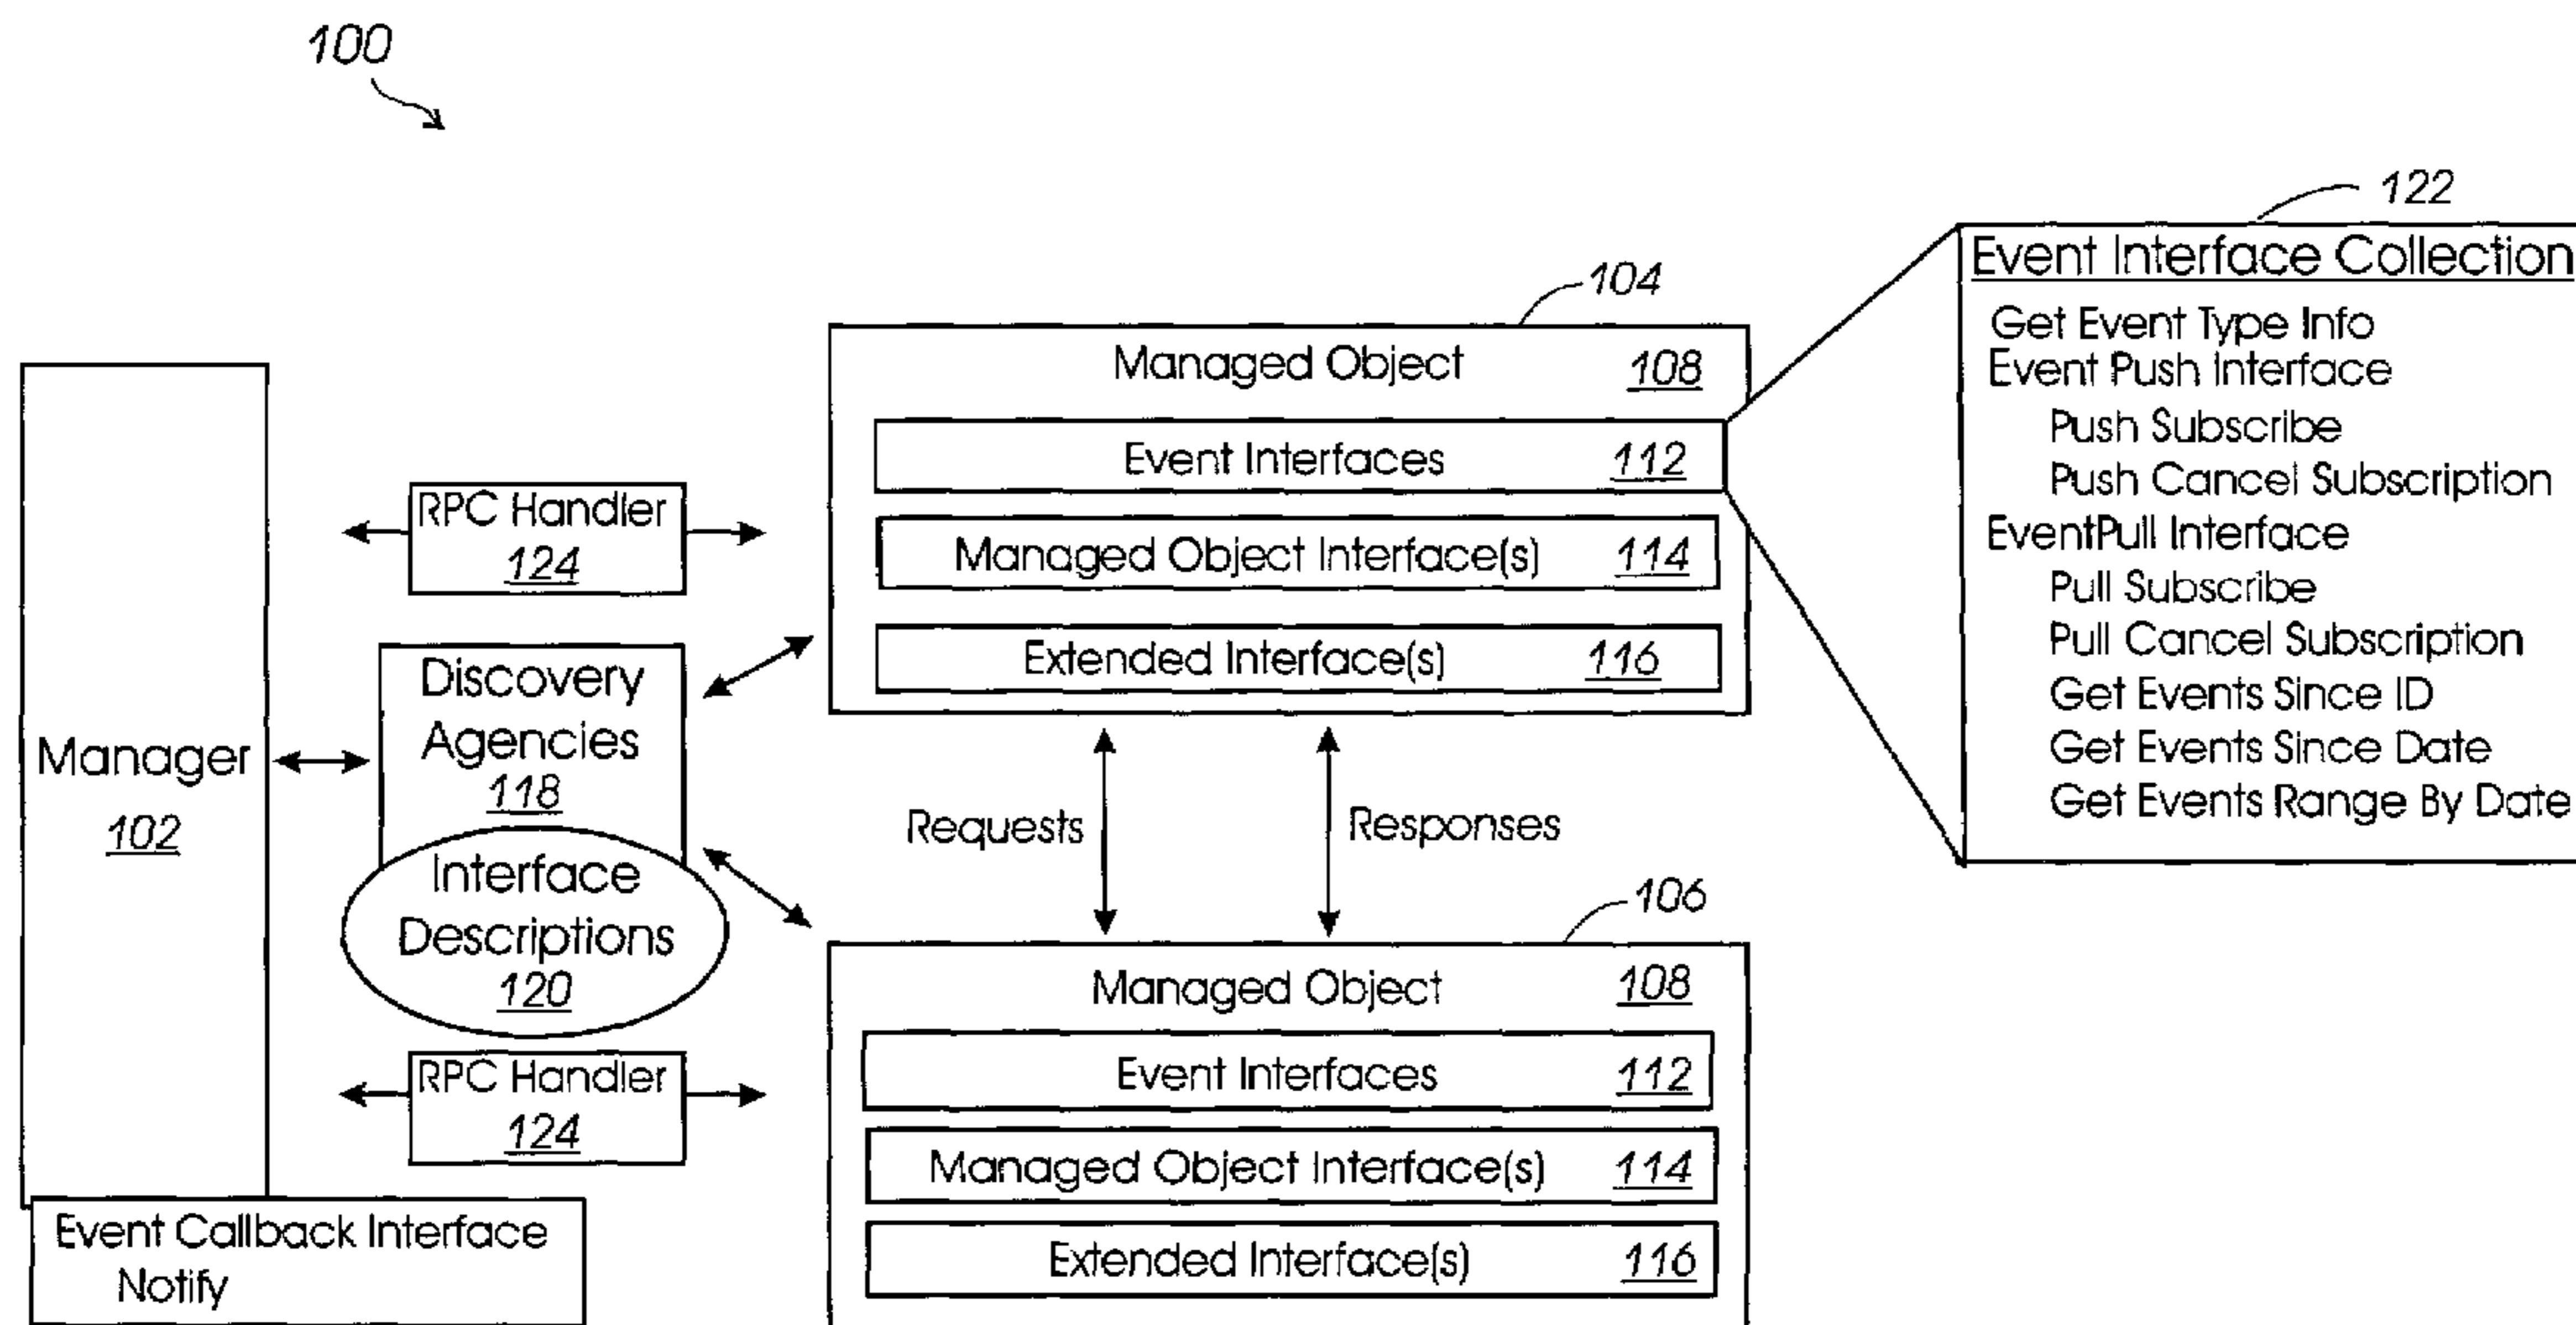 100
122
Event Interface Collection
Get Event Type Info
Event Push Interface
Push Subscribe
Push Cancel Subscription
EventPull Interface
Pull Subscribe
Pull Cancel Subscription
Get Events Since ID
Get Events Since Date
Get Events Range By Date
104
Managed Object 108
Event Interfaces 112
Managed Object Interface(s) 114
Extended Interface(s) 116
RPC Handler
124
Manager
102
Discovery
Agencies
118
Interface
Descriptions
120
Requests
Responses
RPC Handler
124
106
Managed Object 108
Event Interfaces 112
Managed Object Interface(s) 114
Extended Interface(s) 116
Event Callback Interface
Notify